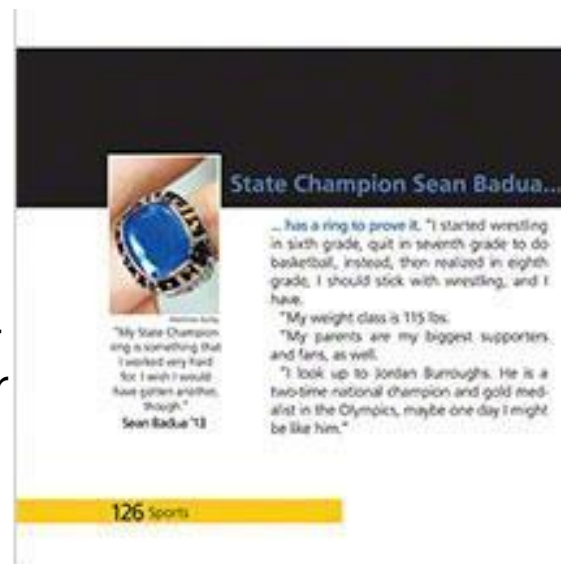 State Champion Sean Badua...
... has a ring to prove it. "I started wrestling
in sixth grade, quit in seventh grade to do
basketball, instead, then realized in eighth
grade, I should stick with wrestling, and I
have.
"My weight class is 115 lbs.
"My parents are my biggest supporters
and fans, as well.
"I look up to Jordan Burroughs. He is a
two-time national champion and gold med-
alist in the Olympics, maybe one day I might
be like him."
"My State Champion
ring is something that
I worked very hard
for. I wish I would
have gotten another,
though."
Sean Badua '13
126 Sports